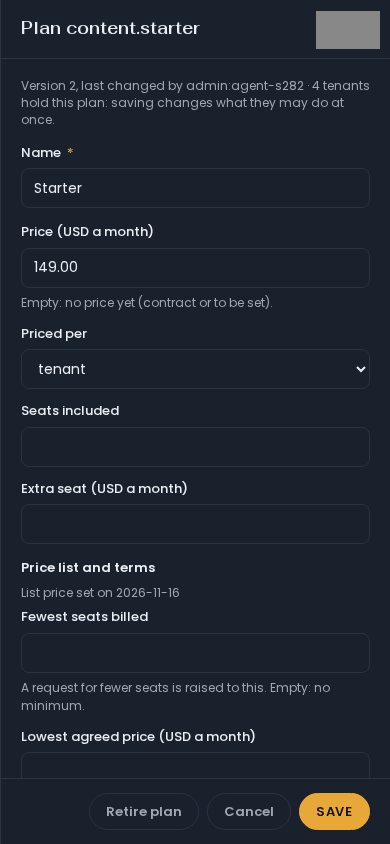 Plan content.starter
Version 2, last changed by admin:agent-s282 · 4 tenants
hold this plan: saving changes what they may do at
once.
Name *
Starter
Price (USD a month)
149.00
Empty: no price yet (contract or to be set).
Priced per
tenant
Seats included
Extra seat (USD a month)
Price list and terms
List price set on 2026-11-16
Fewest seats billed
A request for fewer seats is raised to this. Empty: no
minimum.
Lowest agreed price (USD a month)
Retire plan
Cancel
SAVE